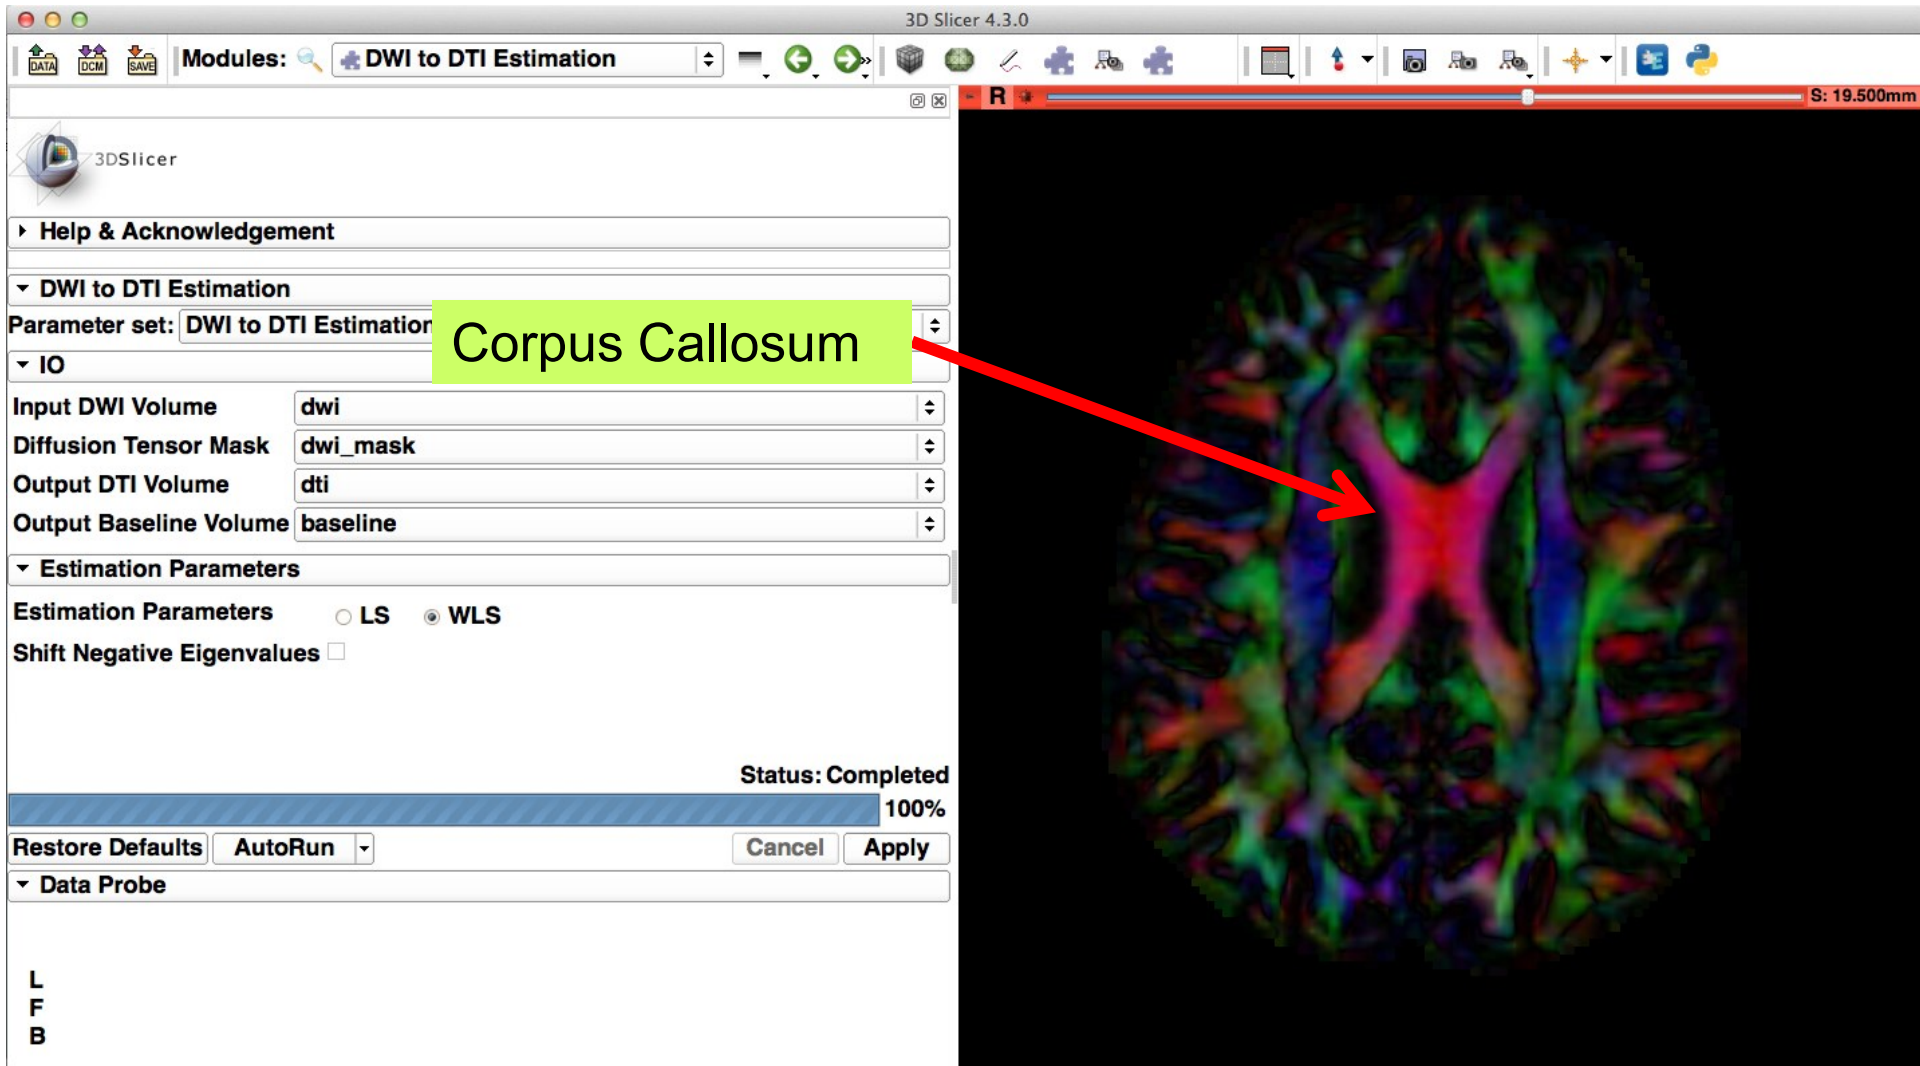 3D Slicer 4.3.0
DATA DCM SAVE Modules: DWI to DTI Estimation
R S: 19.500mm
3DSlicer
Help & Acknowledgement
DWI to DTI Estimation
Parameter set: DWI to DTI Estimation
Corpus Callosum
IO
Input DWI Volume dwi
Diffusion Tensor Mask dwi_mask
Output DTI Volume dti
Output Baseline Volume baseline
Estimation Parameters
Estimation Parameters LS WLS
Shift Negative Eigenvalues
Status: Completed
100%
Restore Defaults AutoRun Cancel Apply
Data Probe
L
F
B